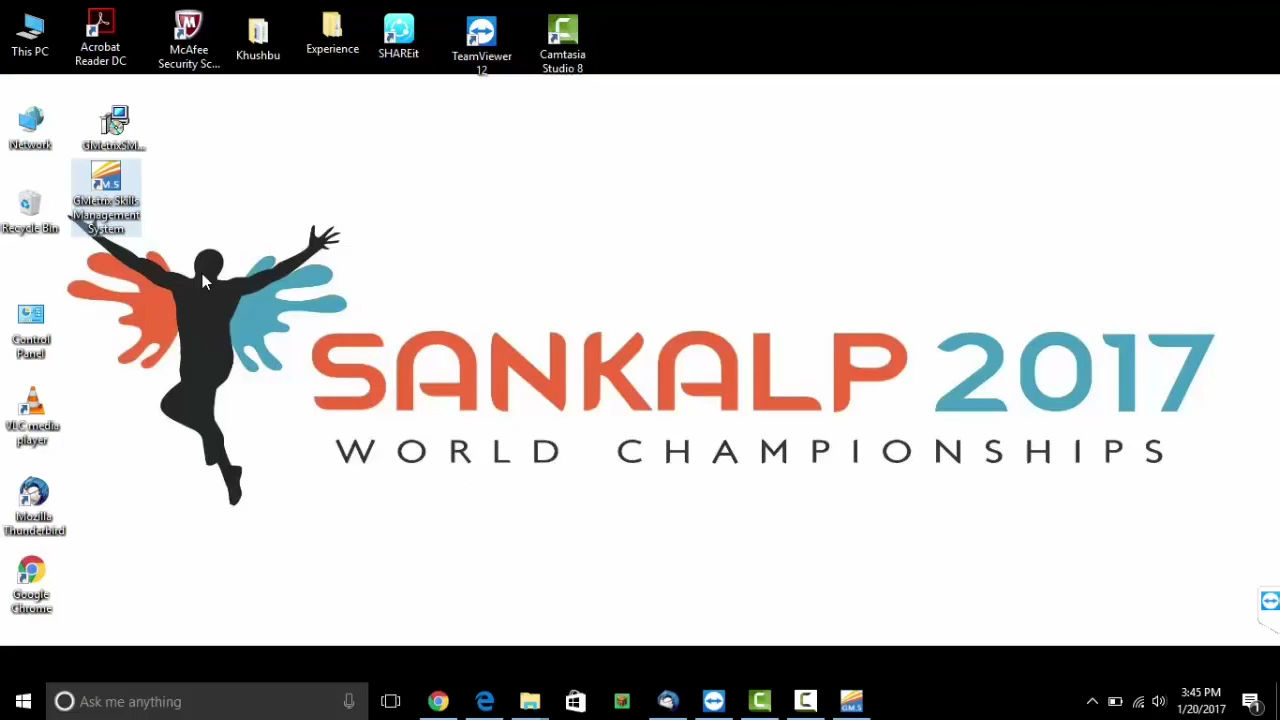 This PC
Acrobat
Reader DC
McAfee
Security Sc...
Khushbu
Experience
SHAREit
TeamViewer
12
Camtasia
Studio 8
Network
GMetrixSM...
GMetrix Skills
Management
System
Recycle Bin
Control
Panel
VLC media
player
Mozilla
Thunderbird
Google
Chrome
SANKALP 2017
WORLD CHAMPIONSHIPS
Ask me anything
3:45 PM
1/20/2017